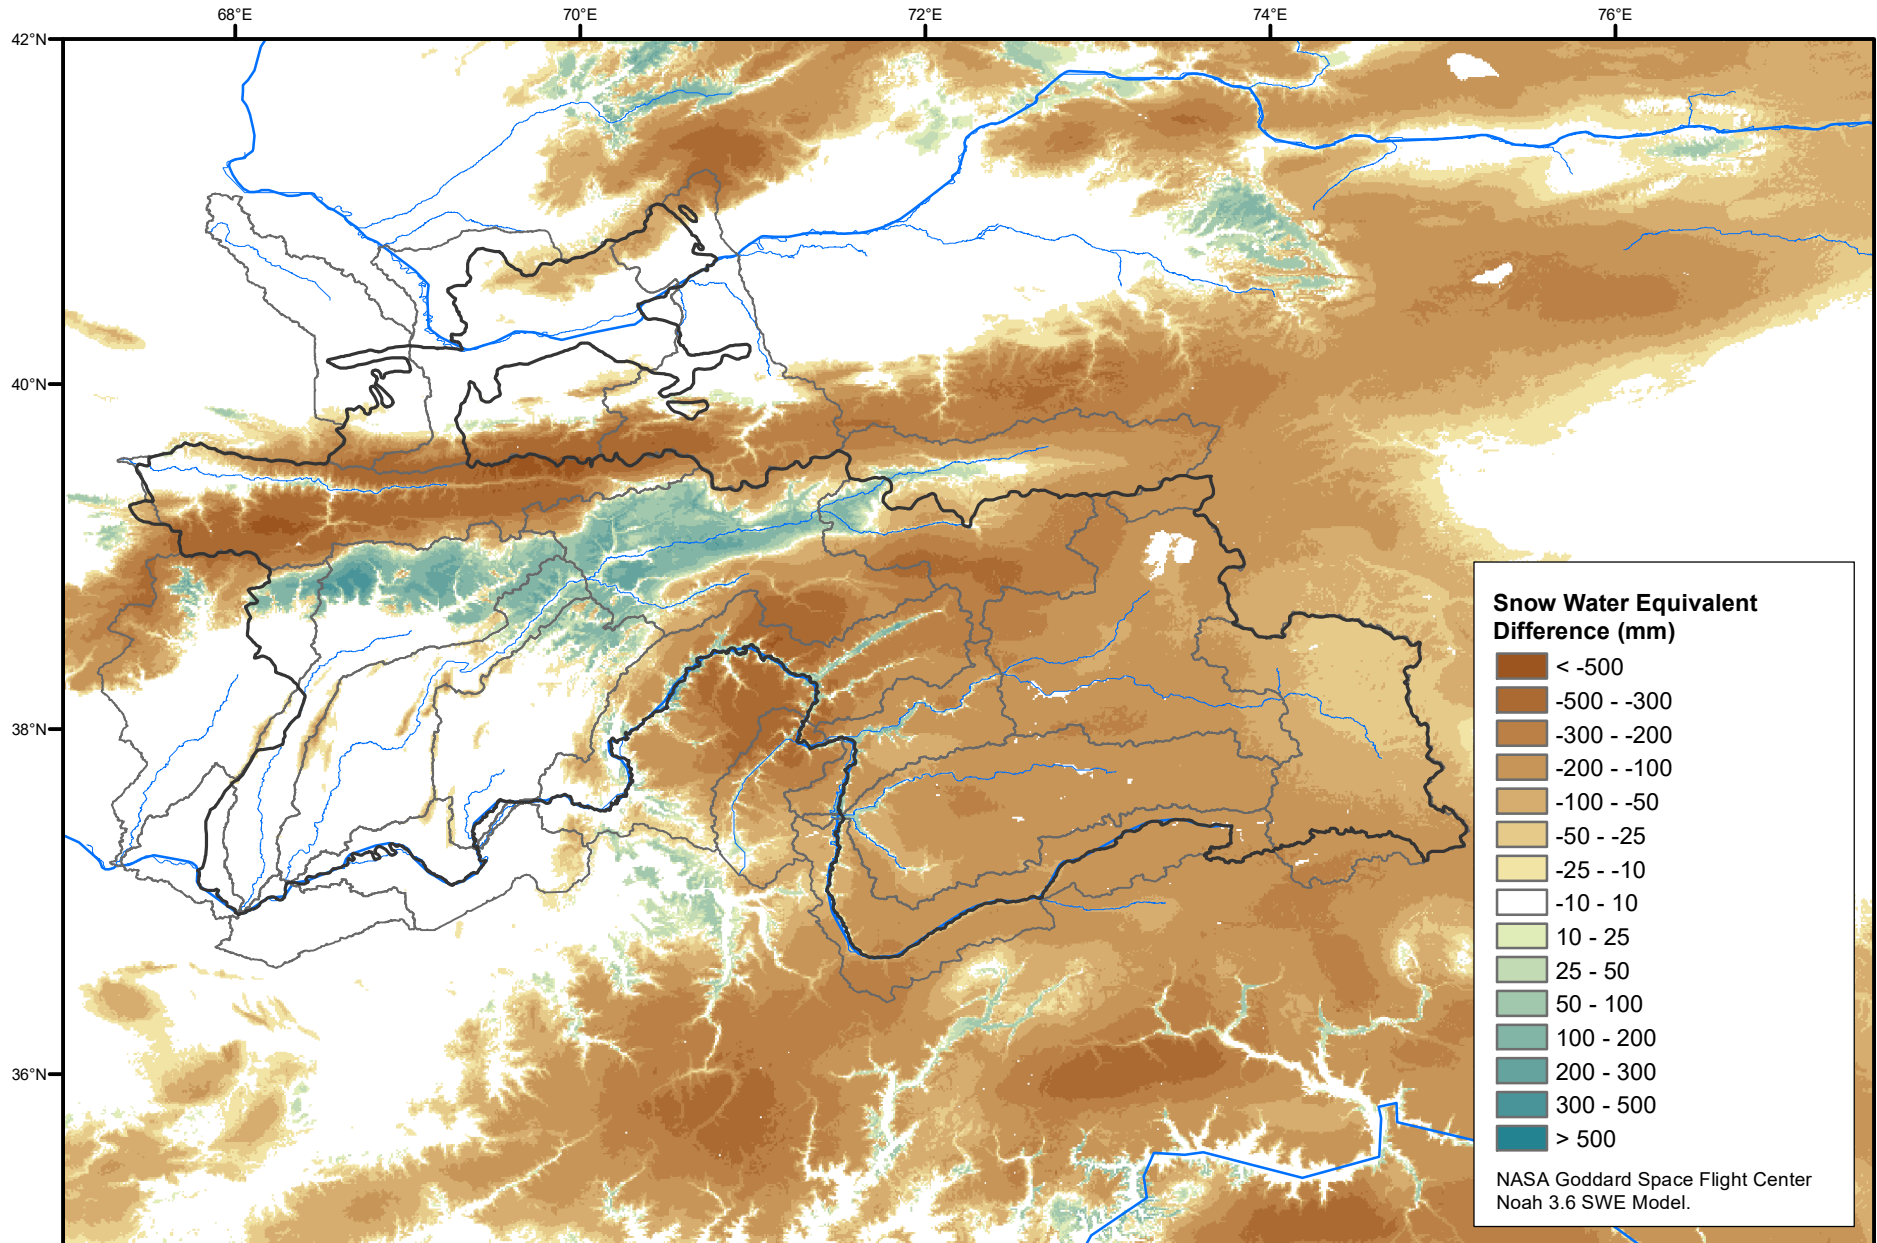 68°E 70°E 72°E 74°E 76°E
42°N
40°N
38°N
36°N
Snow Water Equivalent
Difference (mm)
< -500
-500 - -300
-300 - -200
-200 - -100
-100 - -50
-50 - -25
-25 - -10
-10 - 10
10 - 25
25 - 50
50 - 100
100 - 200
200 - 300
300 - 500
> 500
NASA Goddard Space Flight Center
Noah 3.6 SWE Model.